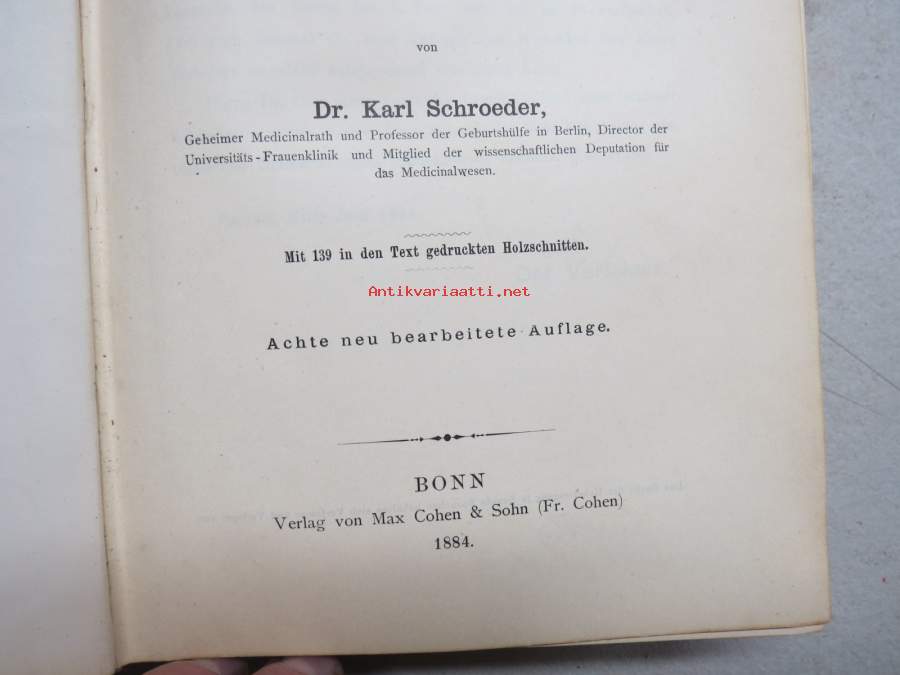 von
Dr. Karl Schroeder,
Geheimer Medicinalrath und Professor der Geburtshülfe in Berlin, Director der
Universitäts-Frauenklinik und Mitglied der wissenschaftlichen Deputation für
das Medicinalwesen.
Mit 139 in den Text gedruckten Holzschnitten.
Antikvariaatti.net
Achte neu bearbeitete Auflage.
BONN
Verlag von Max Cohen & Sohn (Fr. Cohen)
1884.